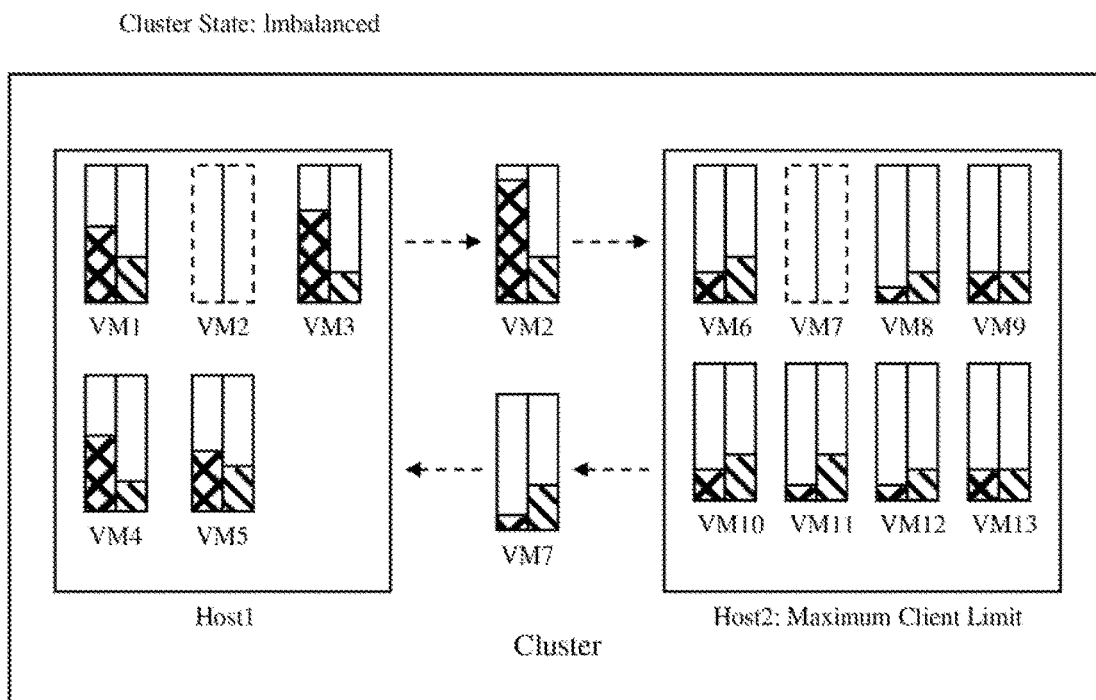 Cluster State: Imbalanced
VM1 VM2 VM3 VM2 VM6 VM7 VM8 VM9
VM4 VM5 VM7 VM10 VM11 VM12 VM13
Host1 Host2: Maximum Client Limit
Cluster